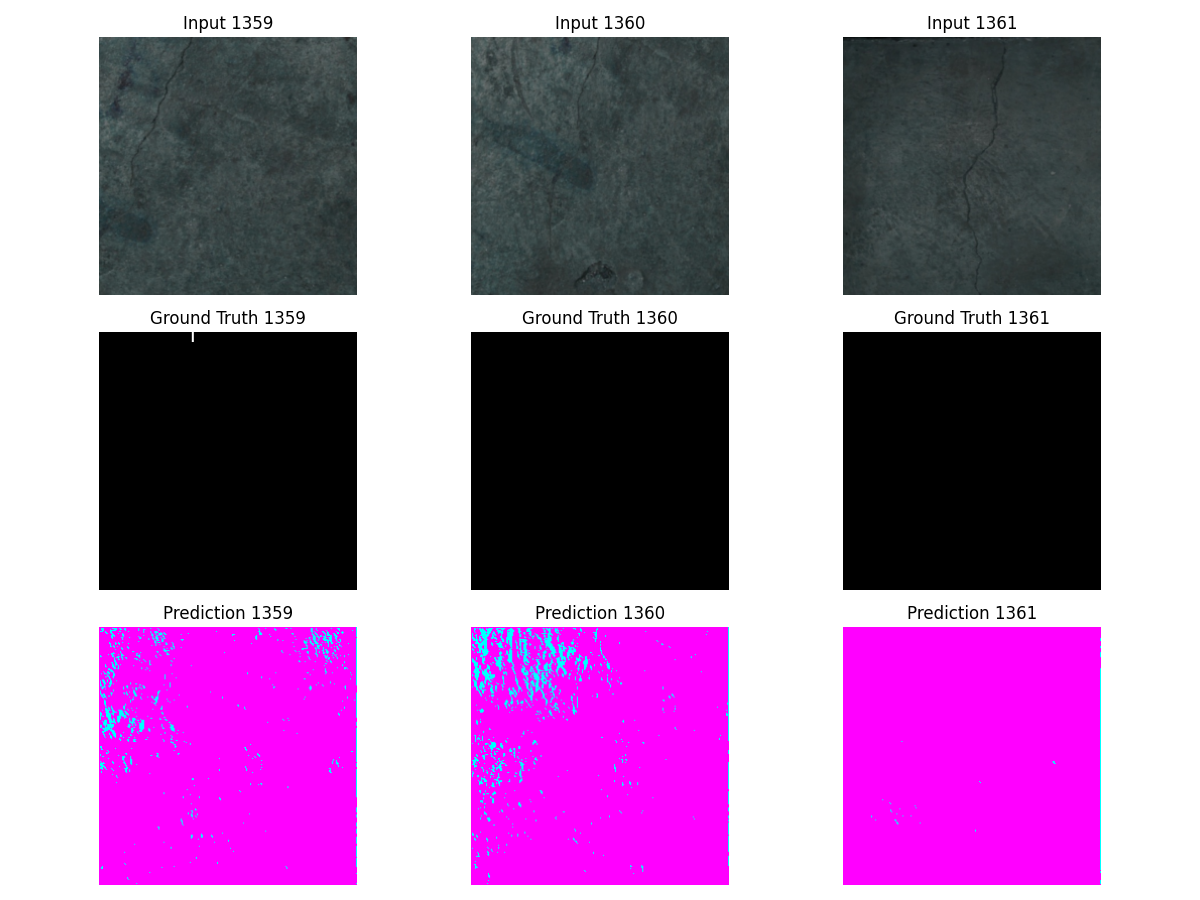 Input 1359
Input 1360
Input 1361
Ground Truth 1359
Ground Truth 1360
Ground Truth 1361
Prediction 1359
Prediction 1360
Prediction 1361